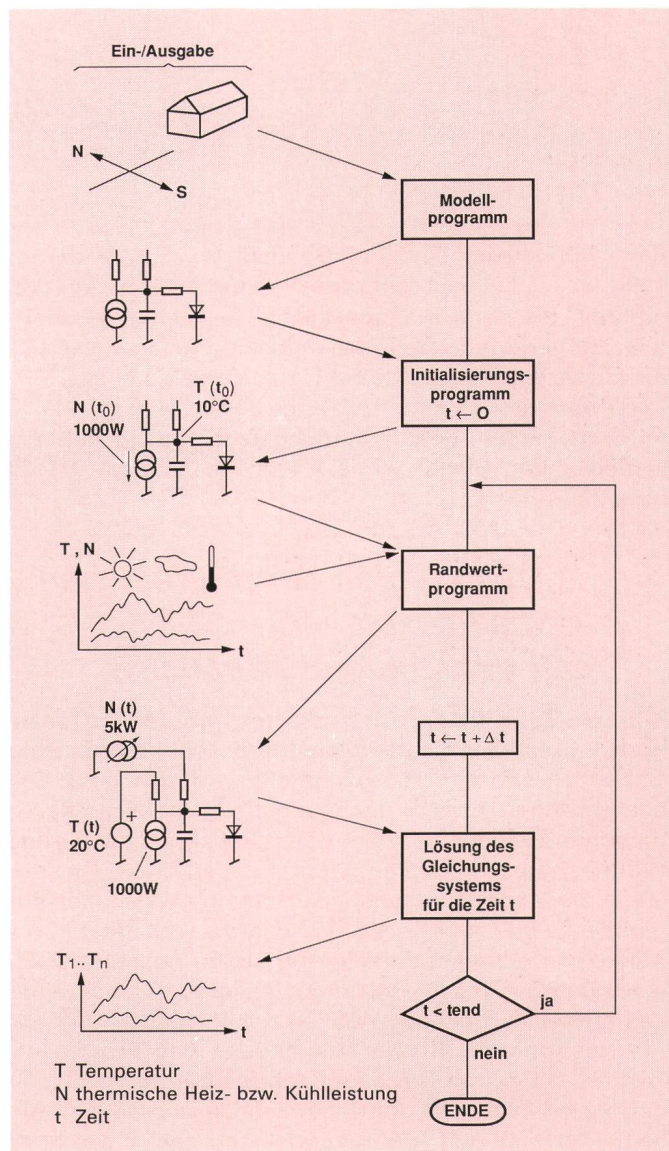 Ein-/Ausgabe
N
S
Modell-
programm
Initialisierungs-
programm
t ← O
N (t₀)
1000W
T (t₀)
10°C
T , N
t
Randwert-
programm
N (t)
5kW
t ← t + Δ t
T (t)
20°C
+
1000W
Lösung des
Gleichungs-
systems
für die Zeit t
T₁..Tₙ
t
t < tend
ja
nein
ENDE
T Temperatur
N thermische Heiz- bzw. Kühlleistung
t Zeit